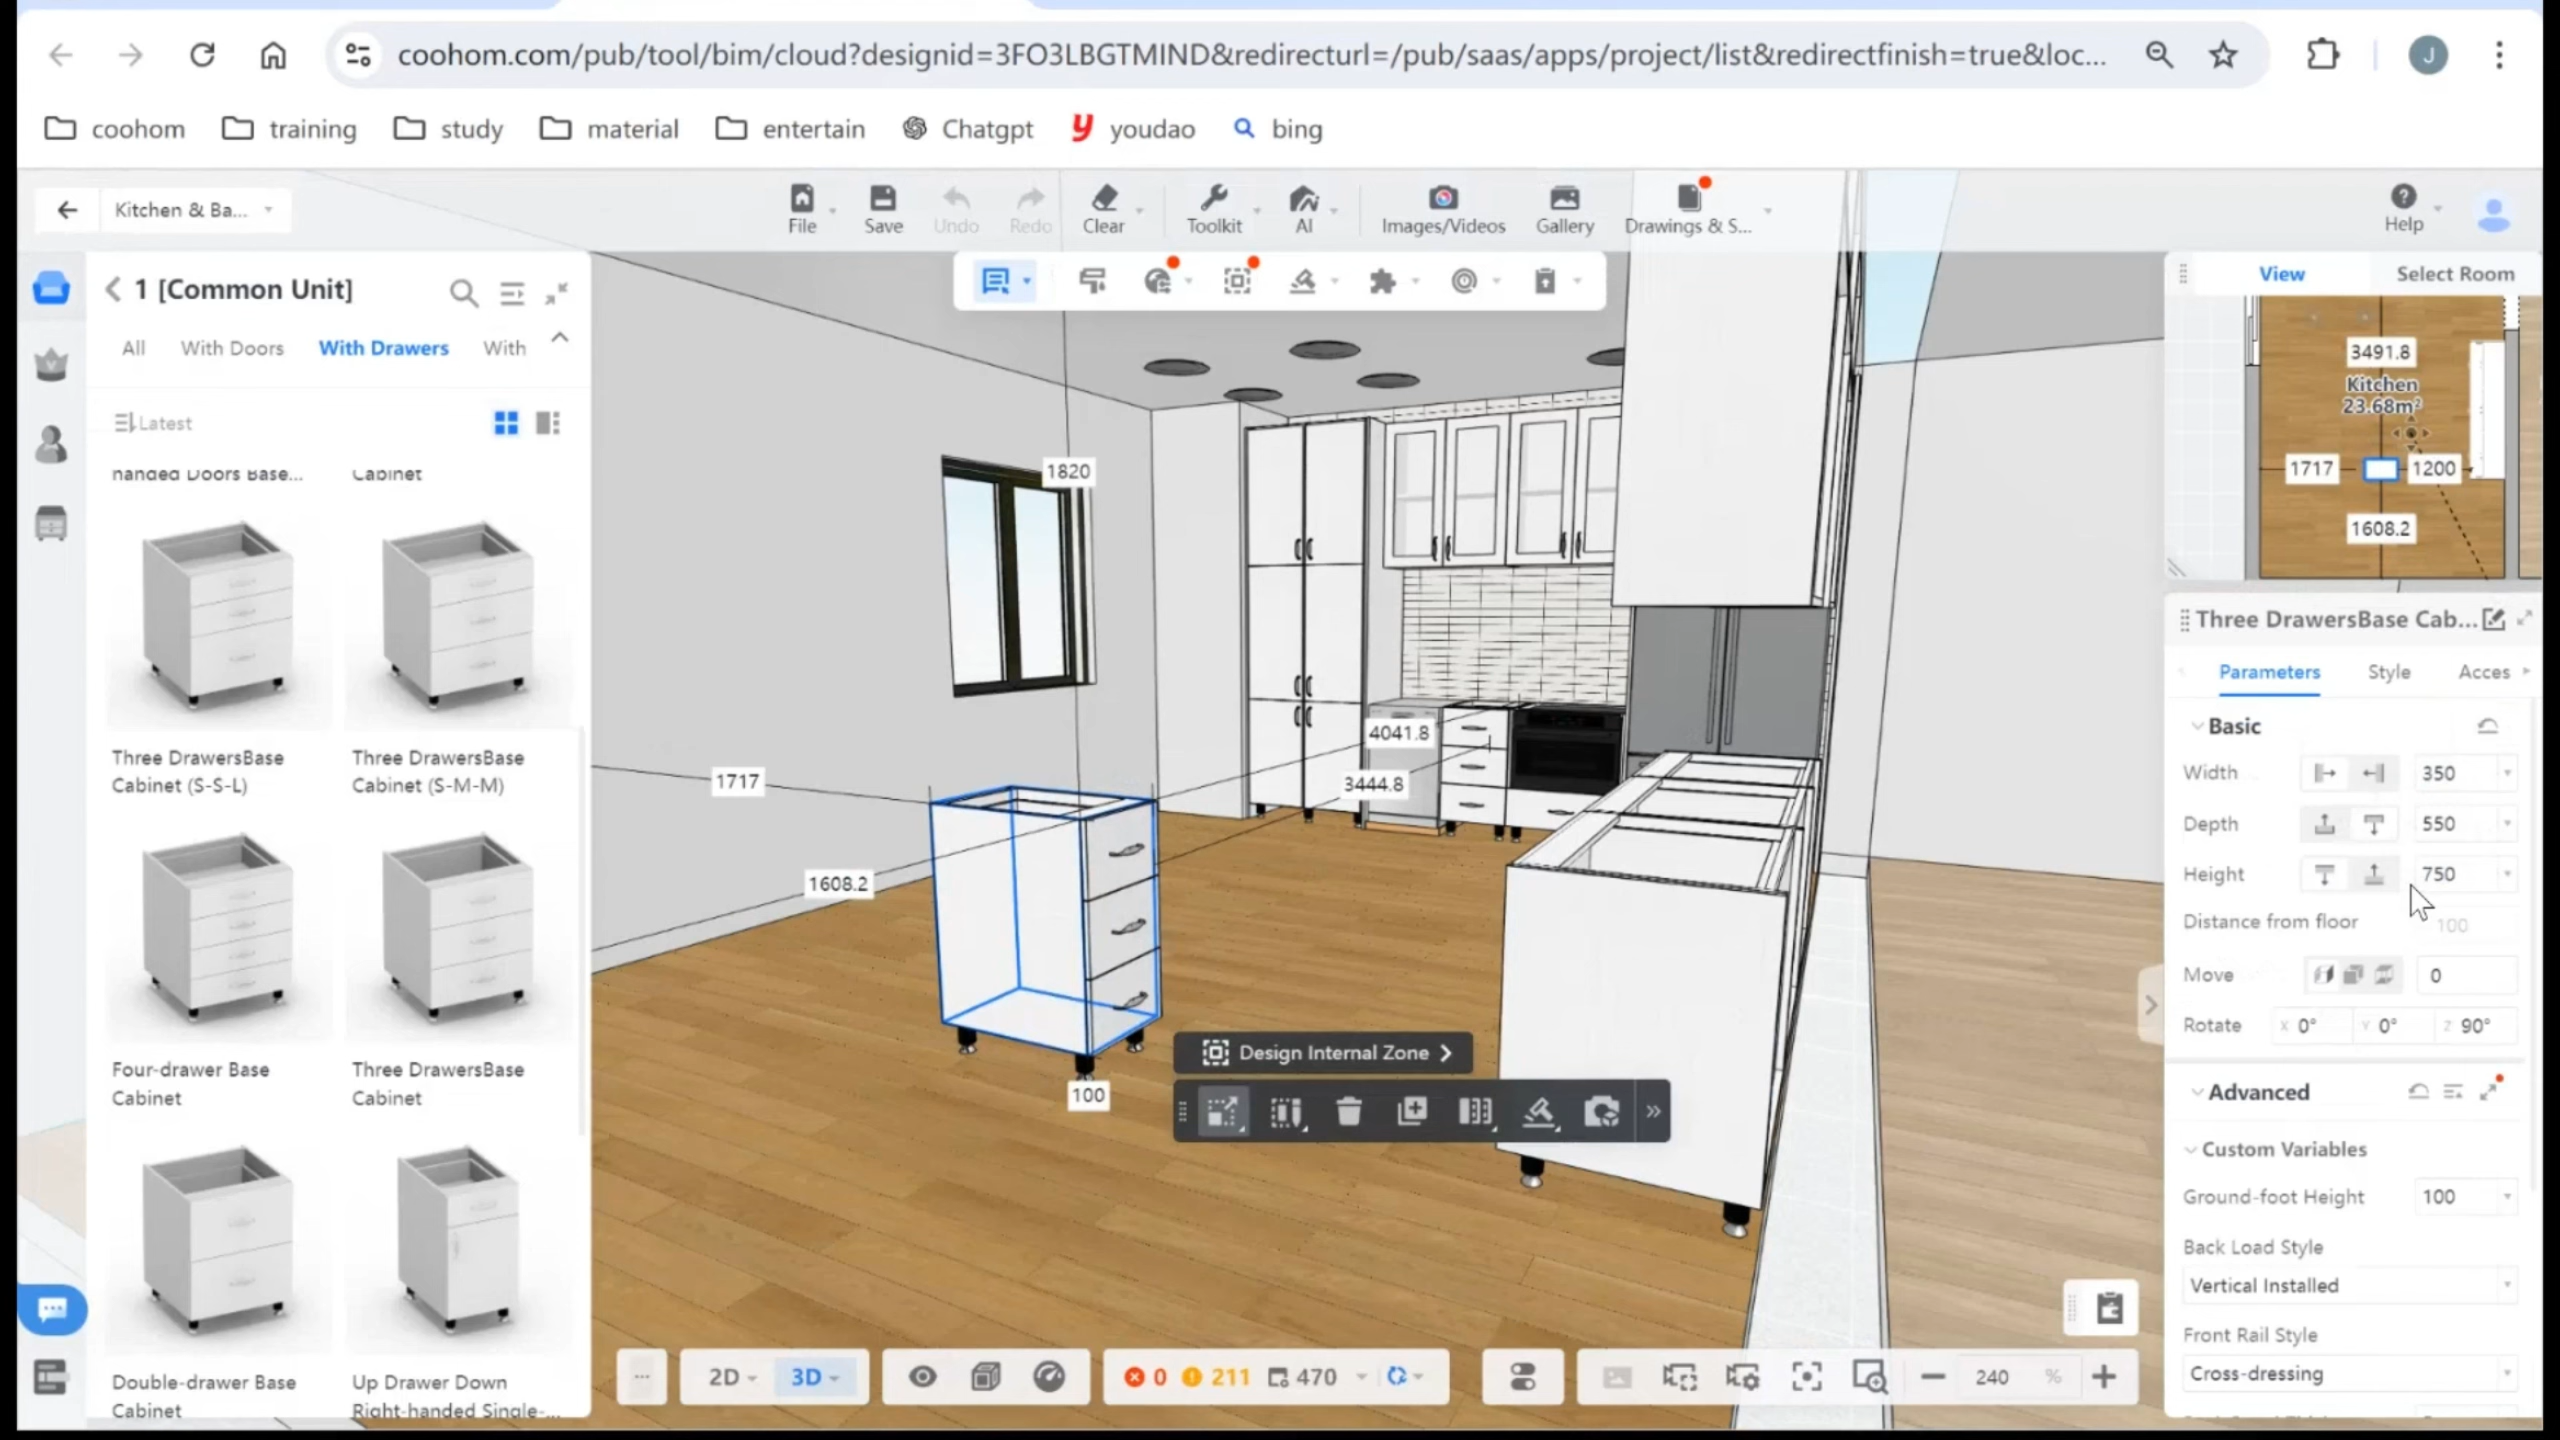 coohom.com/pub/tool/bim/cloud?designid=3FO3LBGTMIND&redirecturl=/pub/saas/apps/project/list&redirectfinish=true&loc...
J
coohom
training
study
material
entertain
Chatgpt
youdao
bing
Kitchen & Ba...
File
Save
Undo
Redo
Clear
Toolkit
AI
Images/Videos
Gallery
Drawings & S...
Help
1 [Common Unit]
All
With Doors
With Drawers
With
Latest
handed Doors Base...
Cabinet
Three DrawersBase
Cabinet (S-S-L)
Three DrawersBase
Cabinet (S-M-M)
Four-drawer Base
Cabinet
Three DrawersBase
Cabinet
Double-drawer Base
Cabinet
Up Drawer Down
Right-handed Single-...
1820
4041.8
3444.8
1717
1608.2
100
Design Internal Zone
2D
3D
0
211
470
240
%
View
Select Room
3491.8
Kitchen
23.68m²
1717
1200
1608.2
Three DrawersBase Cab...
Parameters
Style
Acces
Basic
Width
350
Depth
550
Height
750
Distance from floor
100
Move
0
Rotate
X 0°
Y 0°
Z 90°
Advanced
Custom Variables
Ground-foot Height
100
Back Load Style
Vertical Installed
Front Rail Style
Cross-dressing